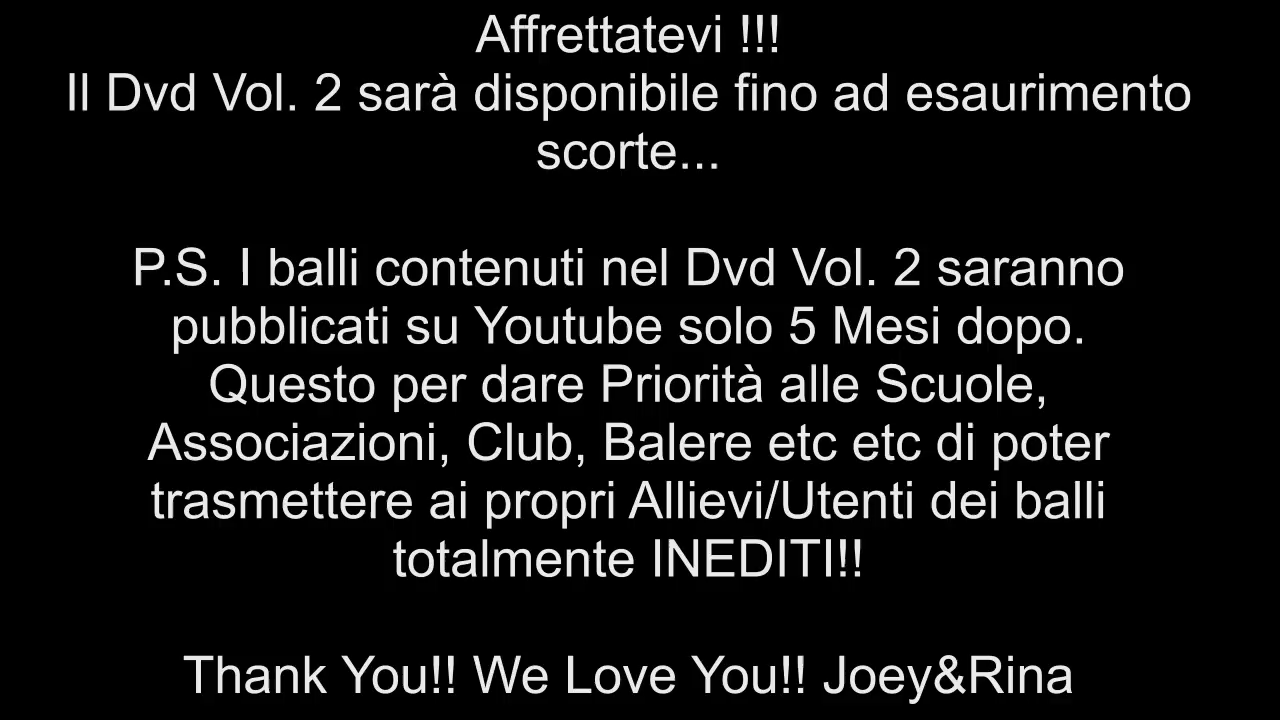 Affrettatevi !!!
Il Dvd Vol. 2 sarà disponibile fino ad esaurimento
scorte...
P.S. I balli contenuti nel Dvd Vol. 2 saranno
pubblicati su Youtube solo 5 Mesi dopo.
Questo per dare Priorità alle Scuole,
Associazioni, Club, Balere etc etc di poter
trasmettere ai propri Allievi/Utenti dei balli
totalmente INEDITI!!
Thank You!! We Love You!! Joey&Rina